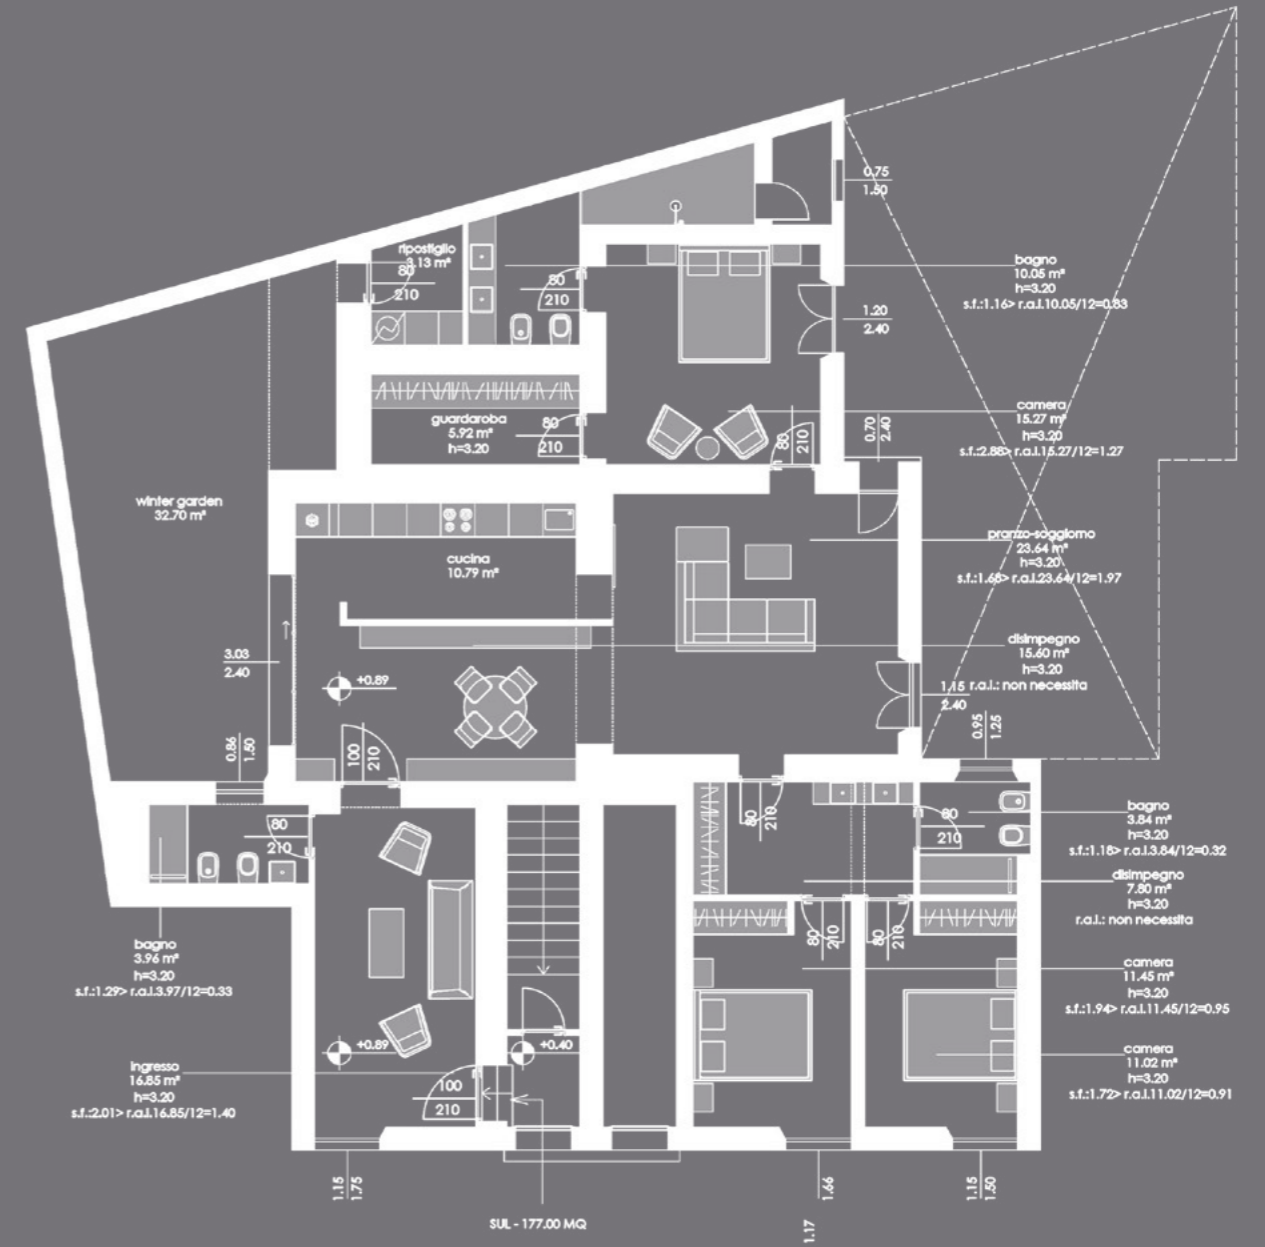 0.75
1.50
ripostiglio
3.13 m²
80
210
80
210
bagno
10.05 m²
h=3.20
s.f.:1.16> r.a.l.10.05/12=0.83
1.20
2.40
guardaroba
5.92 m²
h=3.20
80
210
80
210
0.70
2.40
camera
15.27 m²
h=3.20
s.f.:2.88> r.a.l.15.27/12=1.27
winter garden
32.70 m²
cucina
10.79 m²
pranzo-soggiorno
23.64 m²
h=3.20
s.f.:1.68> r.a.l.23.64/12=1.97
disimpegno
15.60 m²
h=3.20
r.a.l.: non necessita
3.03
2.40
+0.89
1.15
2.40
0.95
1.25
0.86
1.50
100
210
80
210
80
210
80
210
bagno
3.84 m²
h=3.20
s.f.:1.18> r.a.l.3.84/12=0.32
disimpegno
7.80 m²
h=3.20
r.a.l.: non necessita
80
210
80
210
bagno
3.96 m²
h=3.20
s.f.:1.29> r.a.l.3.97/12=0.33
camera
11.45 m²
h=3.20
s.f.:1.94> r.a.l.11.45/12=0.95
+0.89
+0.40
camera
11.02 m²
h=3.20
s.f.:1.72> r.a.l.11.02/12=0.91
ingresso
16.85 m²
h=3.20
s.f.:2.01> r.a.l.16.85/12=1.40
100
210
1.15
1.75
1.66
1.17
1.15
1.50
SUL - 177.00 MQ